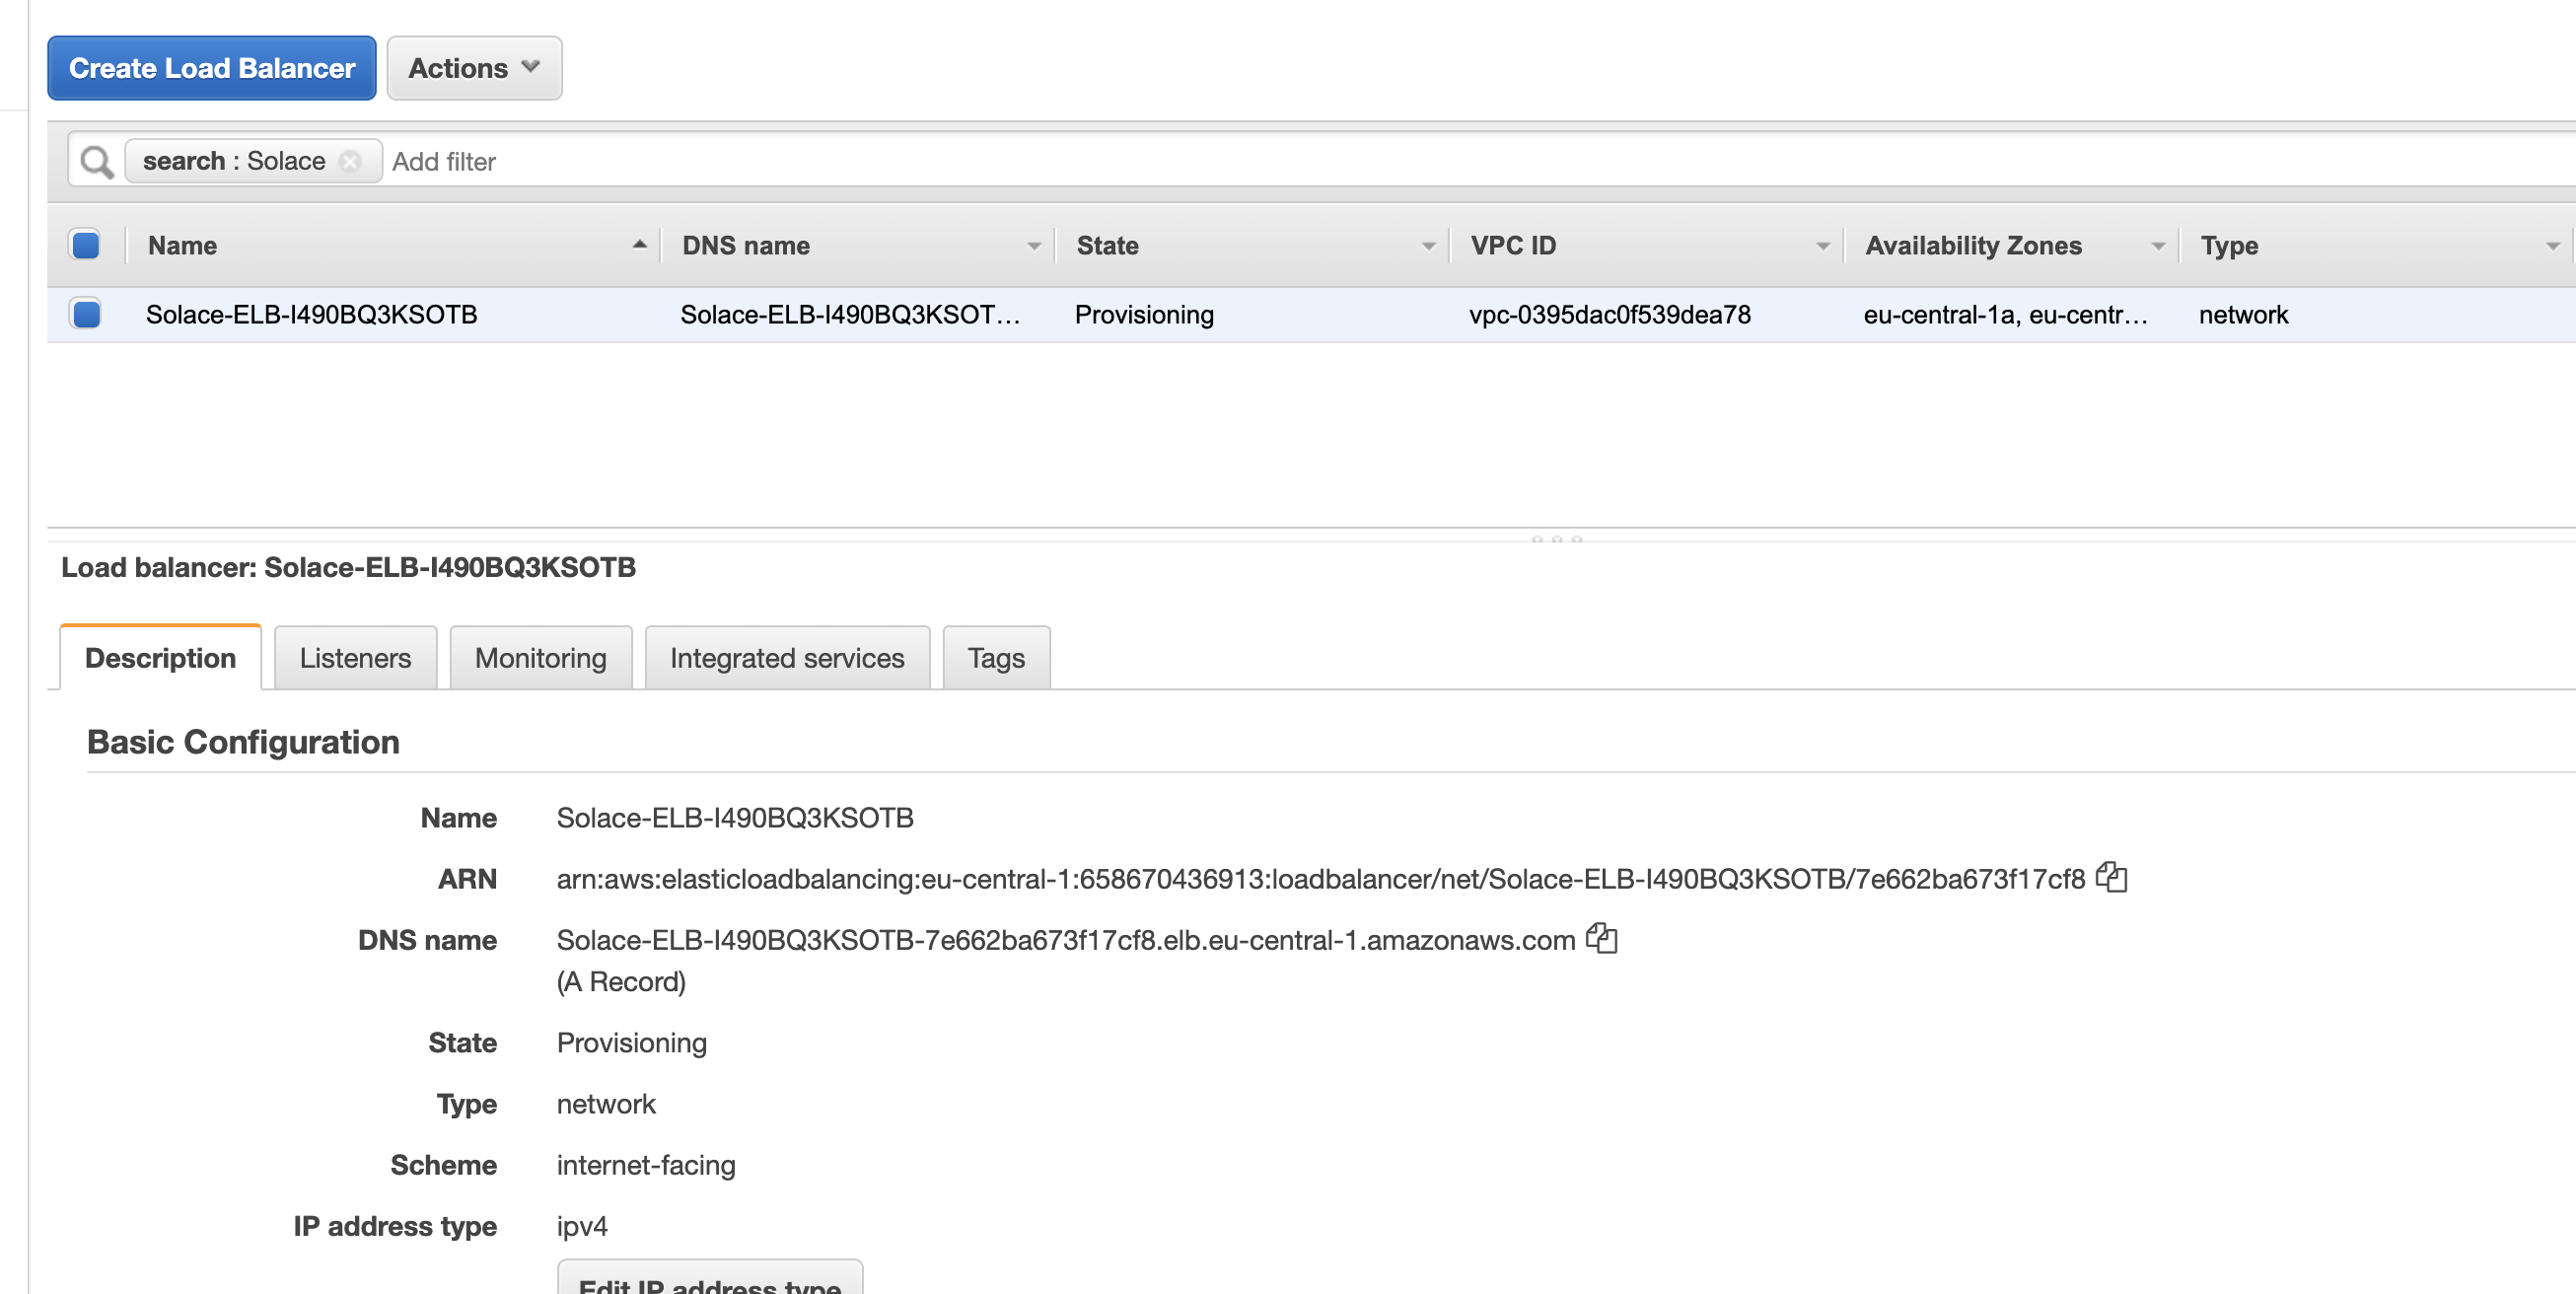 Create Load Balancer Actions
search : Solace Add filter
Name DNS name State VPC ID Availability Zones Type
Solace-ELB-I490BQ3KSOTB Solace-ELB-I490BQ3KSOT... Provisioning vpc-0395dac0f539dea78 eu-central-1a, eu-centr... network
Load balancer: Solace-ELB-I490BQ3KSOTB
Description Listeners Monitoring Integrated services Tags
Basic Configuration
Name Solace-ELB-I490BQ3KSOTB
ARN arn:aws:elasticloadbalancing:eu-central-1:658670436913:loadbalancer/net/Solace-ELB-I490BQ3KSOTB/7e662ba673f17cf8
DNS name Solace-ELB-I490BQ3KSOTB-7e662ba673f17cf8.elb.eu-central-1.amazonaws.com
(A Record)
State Provisioning
Type network
Scheme internet-facing
IP address type ipv4
Edit IP address type